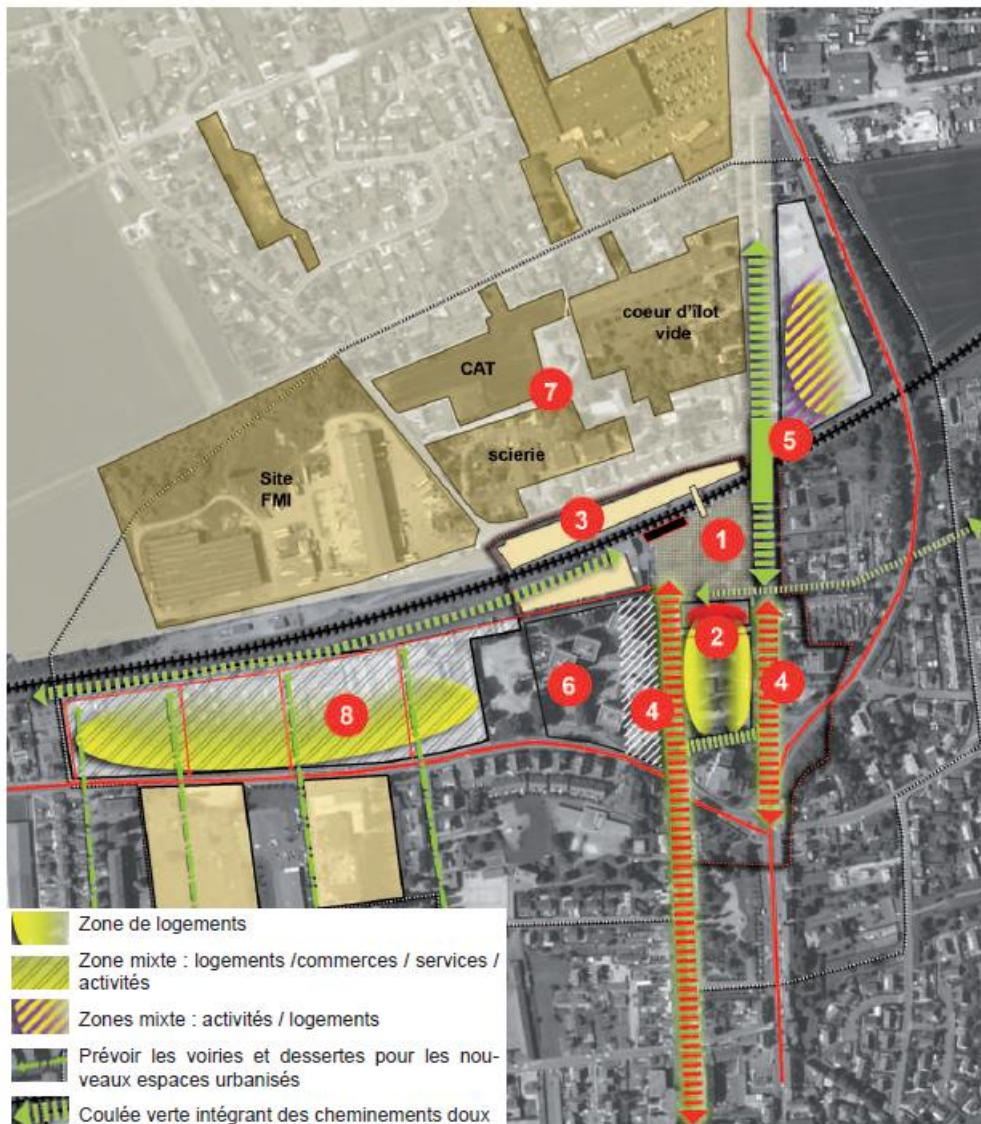 coeur d'îlot
vide
CAT
7
scierie
5
Site
FMI
3
1
2
6
4
4
8
Zone de logements
Zone mixte : logements /commerces / services /
activités
Zones mixte : activités / logements
Prévoir les voiries et dessertes pour les nou-
veaux espaces urbanisés
Coulée verte intégrant des cheminements doux